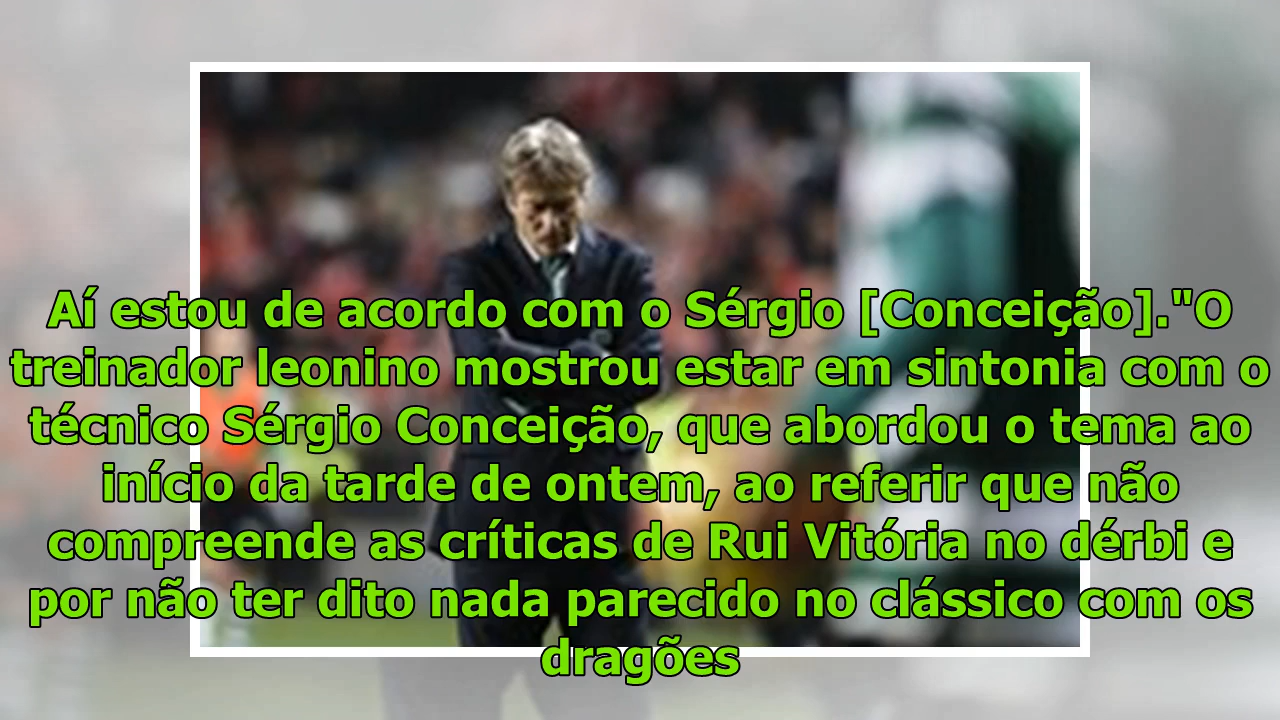 Aí estou de acordo com o Sérgio [Conceição]."O
treinador leonino mostrou estar em sintonia com o
técnico Sérgio Conceição, que abordou o tema ao
início da tarde de ontem, ao referir que não
compreende as críticas de Rui Vitória no dérbi e
por não ter dito nada parecido no clássico com os
dragões